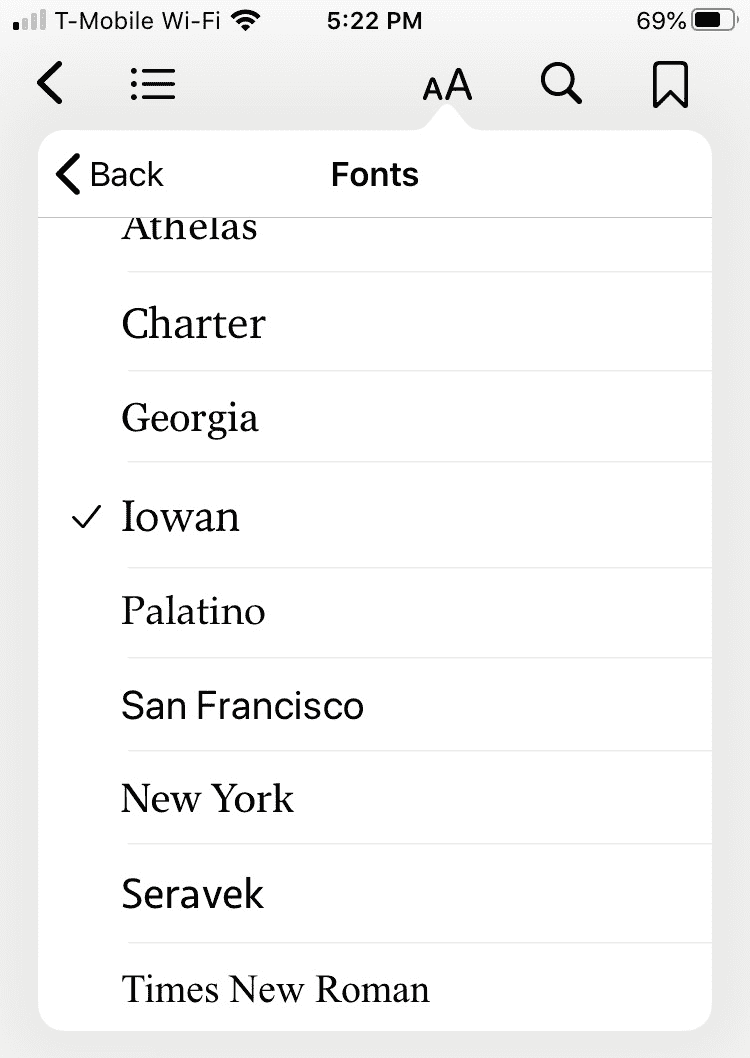 T-Mobile Wi-Fi 5:22 PM 69%
AA
Back Fonts
Athelas
Charter
Georgia
Iowan
Palatino
San Francisco
New York
Seravek
Times New Roman